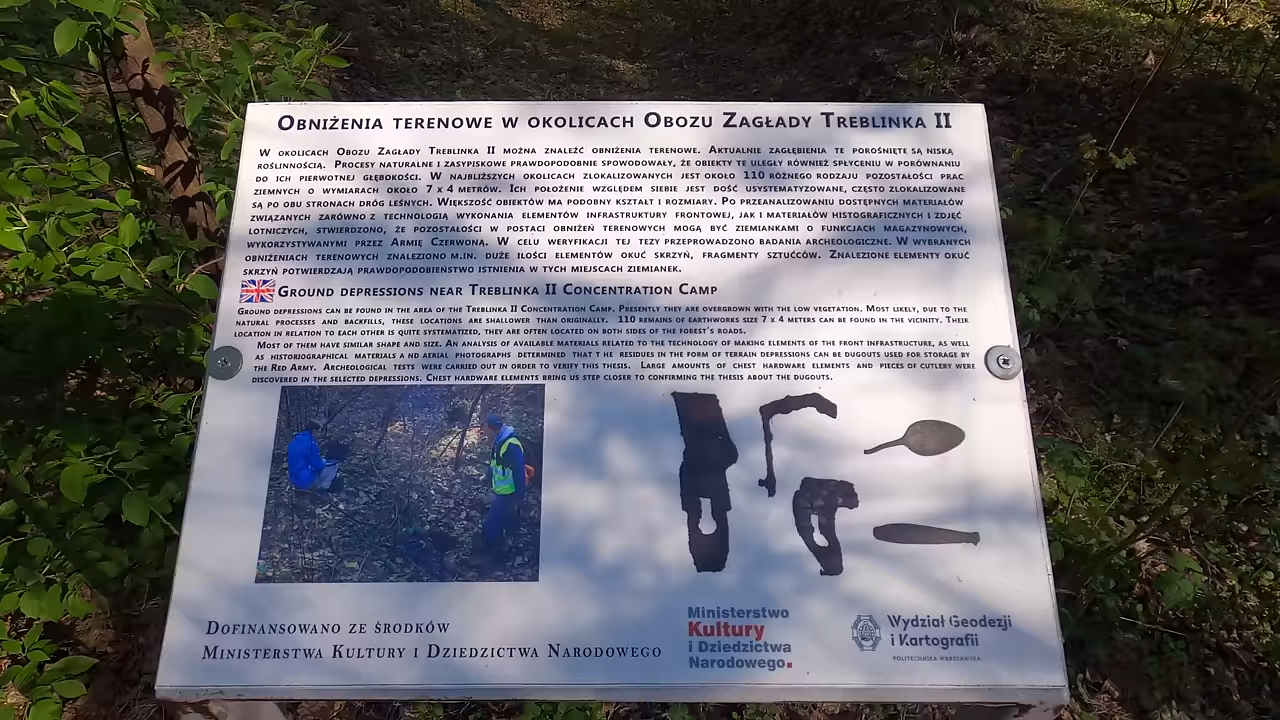 Obniżenia terenowe w okolicach Obozu Zagłady Treblinka II
W okolicach Obozu Zagłady Treblinka II można znaleźć obniżenia terenowe. Aktualnie zagłębienia te porośnięte są niską
roślinnością. Procesy naturalne i zasypiskowe prawdopodobnie spowodowały, że obiekty te uległy również spłyceniu w porównaniu
do ich pierwotnej głębokości. W najbliższych okolicach zlokalizowanych jest około 110 różnego rodzaju pozostałości prac
ziemnych o wymiarach około 7 x 4 metrów. Ich położenie względem siebie jest dość usystematyzowane, często zlokalizowane
są po obu stronach dróg leśnych. Większość obiektów ma podobny kształt i rozmiary. Po przeanalizowaniu dostępnych materiałów
związanych zarówno z technologią wykonania elementów infrastruktury frontowej, jak i materiałów histograficznych i zdjęć
lotniczych, stwierdzono, że pozostałości w postaci obniżeń terenowych mogą być ziemiankami o funkcjach magazynowych,
wykorzystywanymi przez Armię Czerwoną. W celu weryfikacji tej tezy przeprowadzono badania archeologiczne. W wybranych
obniżeniach terenowych znaleziono m.in. duże ilości elementów okuć skrzyń, fragmenty sztućców. Znalezione elementy okuć
skrzyń potwierdzają prawdopodobieństwo istnienia w tych miejscach ziemianek.
Ground depressions near Treblinka II Concentration Camp
Ground depressions can be found in the area of the Treblinka II Concentration Camp. Presently they are overgrown with the low vegetation. Most likely, due to the
natural processes and backfills, these locations are shallower than originally. 110 remains of earthworks size 7 x 4 meters can be found in the vicinity. Their
location in relation to each other is quite systematized, they are often located on both sides of the forest's roads.
Most of them have similar shape and size. An analysis of available materials related to the technology of making elements of the front infrastructure, as well
as historiographical materials a nd aerial photographs determined that t he residues in the form of terrain depressions can be dugouts used for storage by
the Red Army. Archeological tests were carried out in order to verify this thesis. Large amounts of chest hardware elements and pieces of cutlery were
discovered in the selected depressions. Chest hardware elements bring us step closer to confirming the thesis about the dugouts.
Dofinansowano ze środków
Ministerstwa Kultury i Dziedzictwa Narodowego
Ministerstwo
Kultury
i Dziedzictwa
Narodowego.
Wydział Geodezji
i Kartografii
Politechnika Warszawska